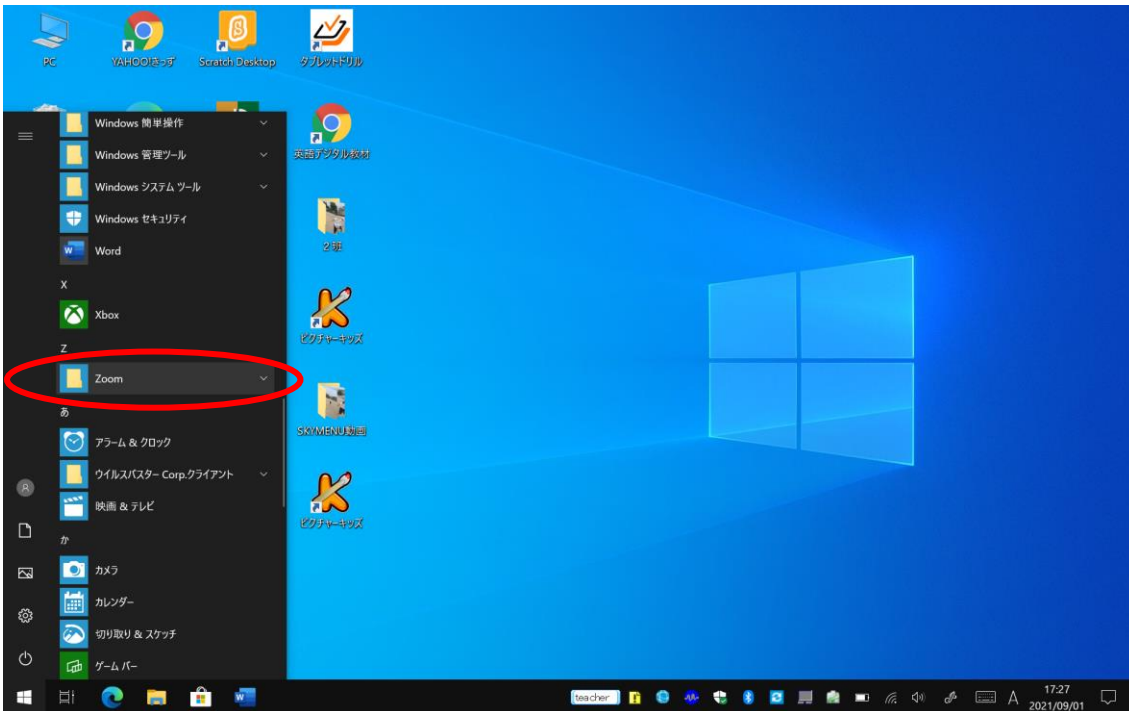 PC
YAHOO!きっず
Scratch Desktop
タブレットドリル
英語デジタル教材
２班
ピクチャーキッズ
SKYMENU動画
ピクチャーキッズ
Windows 簡単操作
Windows 管理ツール
Windows システム ツール
Windows セキュリティ
Word
X
Xbox
Z
Zoom
あ
アラーム & クロック
ウイルスバスター Corp.クライアント
映画 & テレビ
か
カメラ
カレンダー
切り取り & スケッチ
ゲーム バー
teacher
A
17:27
2021/09/01